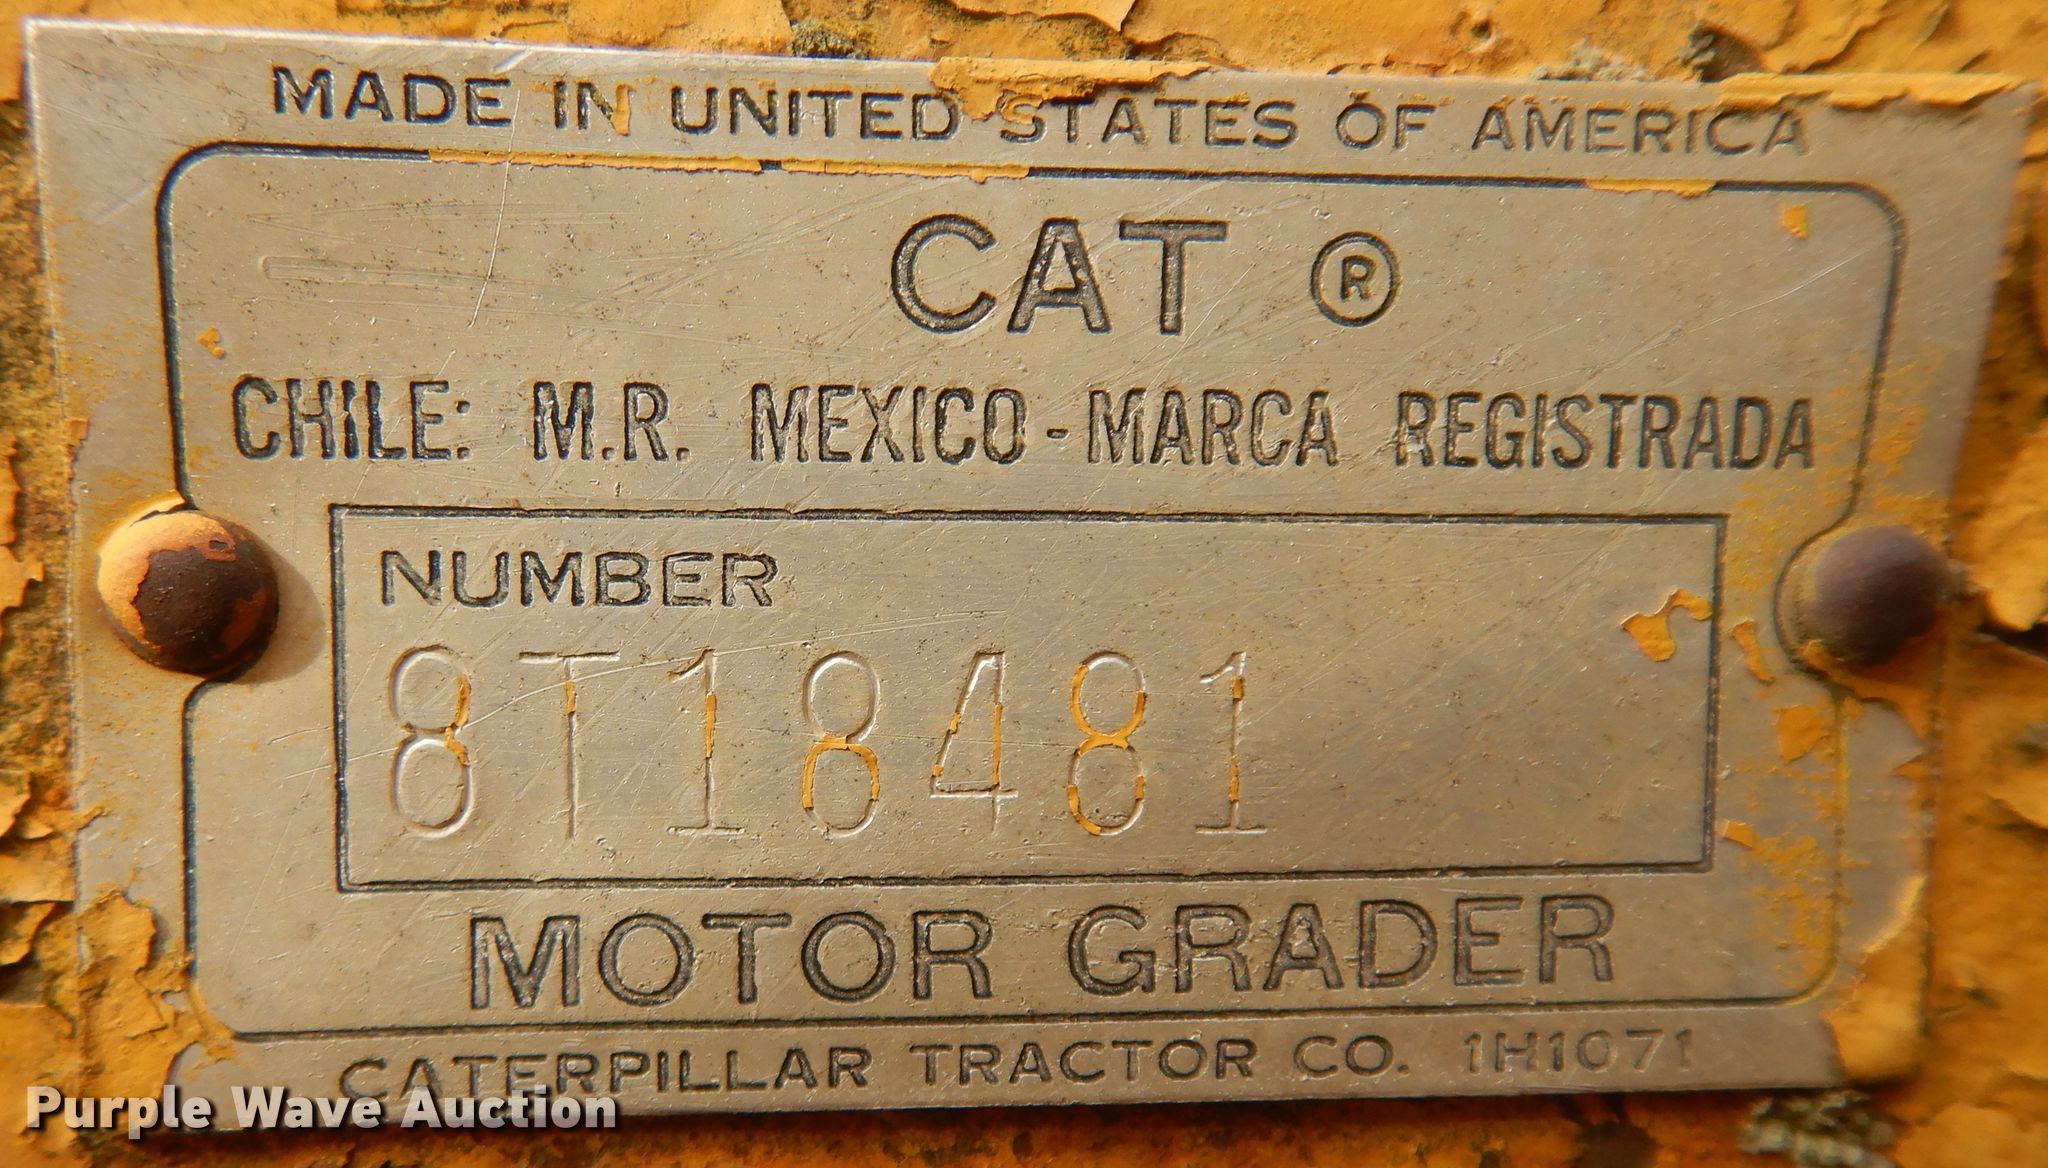 MADE IN UNITED STATES OF AMERICA
CAT ®
CHILE: M.R. MEXICO-MARCA REGISTRADA
NUMBER
8T18481
MOTOR GRADER
CATERPILLAR TRACTOR CO. 1H1071
Purple Wave Auction